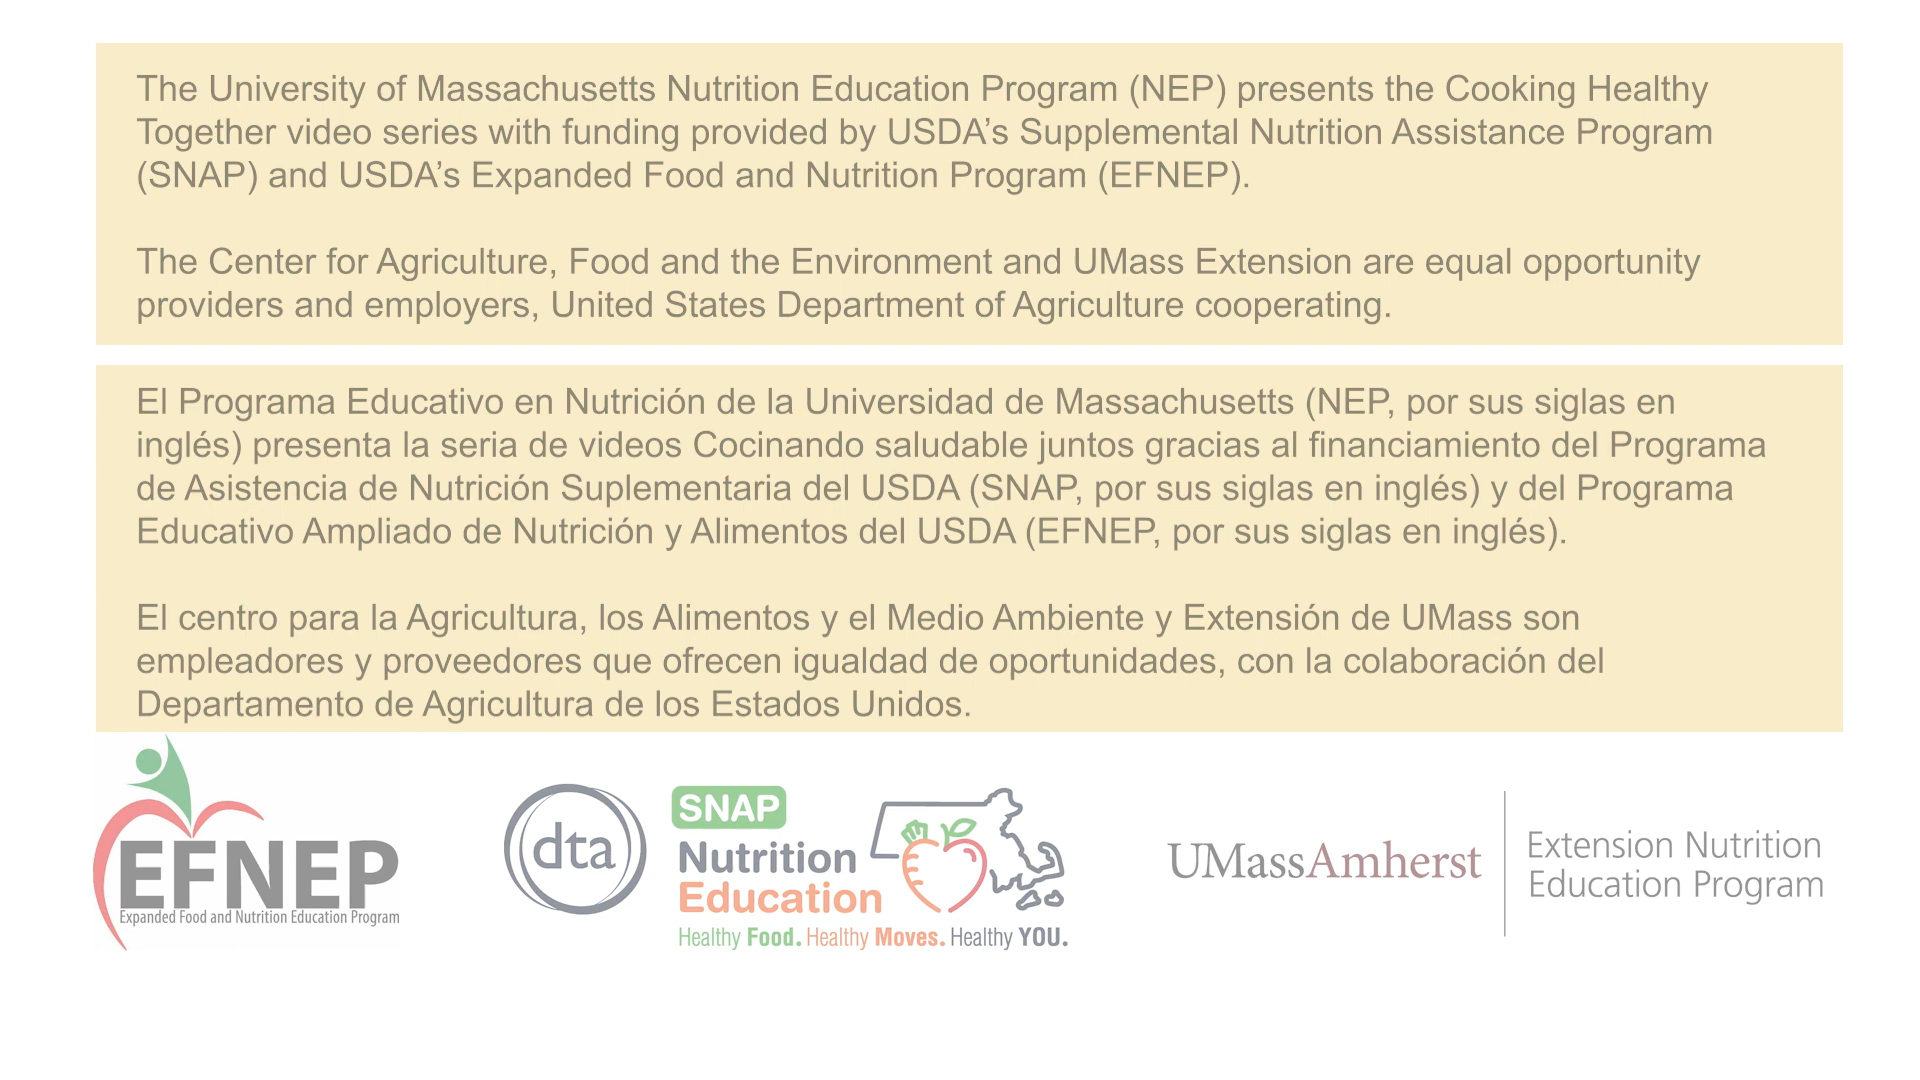 The University of Massachusetts Nutrition Education Program (NEP) presents the Cooking Healthy
Together video series with funding provided by USDA’s Supplemental Nutrition Assistance Program
(SNAP) and USDA’s Expanded Food and Nutrition Program (EFNEP).
The Center for Agriculture, Food and the Environment and UMass Extension are equal opportunity
providers and employers, United States Department of Agriculture cooperating.
El Programa Educativo en Nutrición de la Universidad de Massachusetts (NEP, por sus siglas en
inglés) presenta la seria de videos Cocinando saludable juntos gracias al financiamiento del Programa
de Asistencia de Nutrición Suplementaria del USDA (SNAP, por sus siglas en inglés) y del Programa
Educativo Ampliado de Nutrición y Alimentos del USDA (EFNEP, por sus siglas en inglés).
El centro para la Agricultura, los Alimentos y el Medio Ambiente y Extensión de UMass son
empleadores y proveedores que ofrecen igualdad de oportunidades, con la colaboración del
Departamento de Agricultura de los Estados Unidos.
EFNEP
Expanded Food and Nutrition Education Program
dta
SNAP
Nutrition
Education
Healthy Food. Healthy Moves. Healthy YOU.
UMassAmherst
Extension Nutrition
Education Program